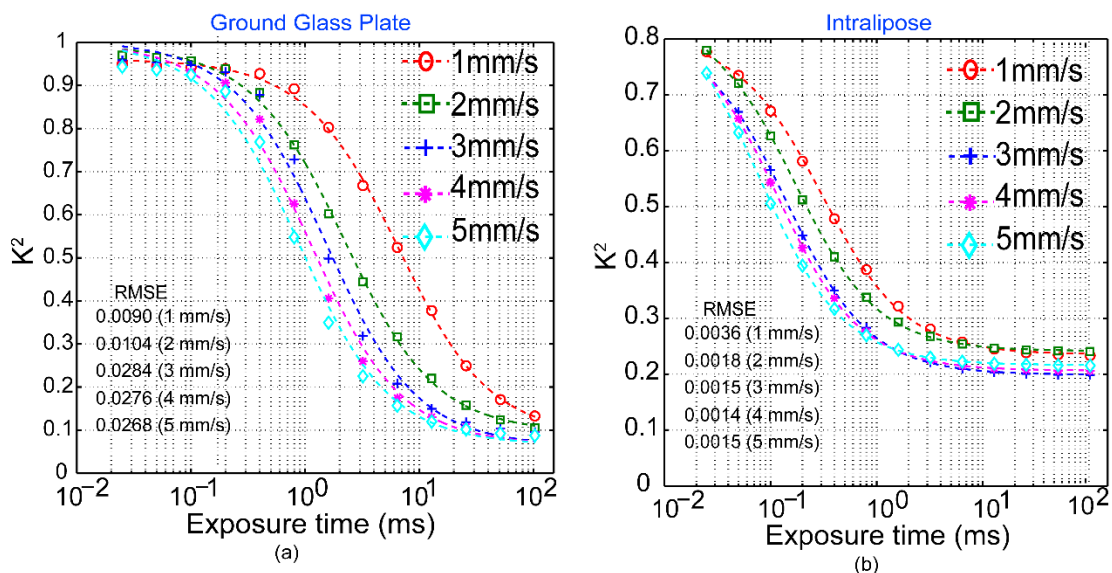 Ground Glass Plate
1
0.9
0.8
0.7
0.6
0.5
0.4
0.3
0.2
0.1
0
K²
1mm/s
2mm/s
3mm/s
4mm/s
5mm/s
RMSE
0.0090 (1 mm/s)
0.0104 (2 mm/s)
0.0284 (3 mm/s)
0.0276 (4 mm/s)
0.0268 (5 mm/s)
10⁻² 10⁻¹ 10⁰ 10¹ 10²
Exposure time (ms)
(a)
Intralipose
0.8
0.7
0.6
0.5
0.4
0.3
0.2
0.1
0
K²
1mm/s
2mm/s
3mm/s
4mm/s
5mm/s
RMSE
0.0036 (1 mm/s)
0.0018 (2 mm/s)
0.0015 (3 mm/s)
0.0014 (4 mm/s)
0.0015 (5 mm/s)
10⁻² 10⁻¹ 10⁰ 10¹ 10²
Exposure time (ms)
(b)